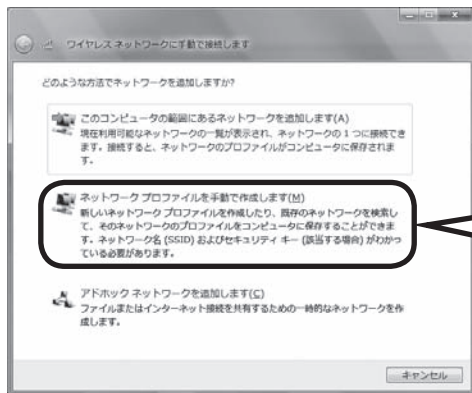 ワイヤレス ネットワークに手動で接続します
どのような方法でネットワークを追加しますか?
このコンピュータの範囲にあるネットワークを追加します(A)
現在利用可能なネットワークの一覧が表示され、ネットワークの 1 つに接続でき
ます。接続すると、ネットワークのプロファイルがコンピュータに保存されま
す。
ネットワーク プロファイルを手動で作成します(M)
新しいネットワーク プロファイルを作成したり、既存のネットワークを検索し
て、そのネットワークのプロファイルをコンピュータに保存することができま
す。ネットワーク名 (SSID) およびセキュリティ キー (該当する場合) がわかっ
ている必要があります。
アドホック ネットワークを追加します(C)
ファイルまたはインターネット接続を共有するための一時的なネットワークを作
成します。
キャンセル